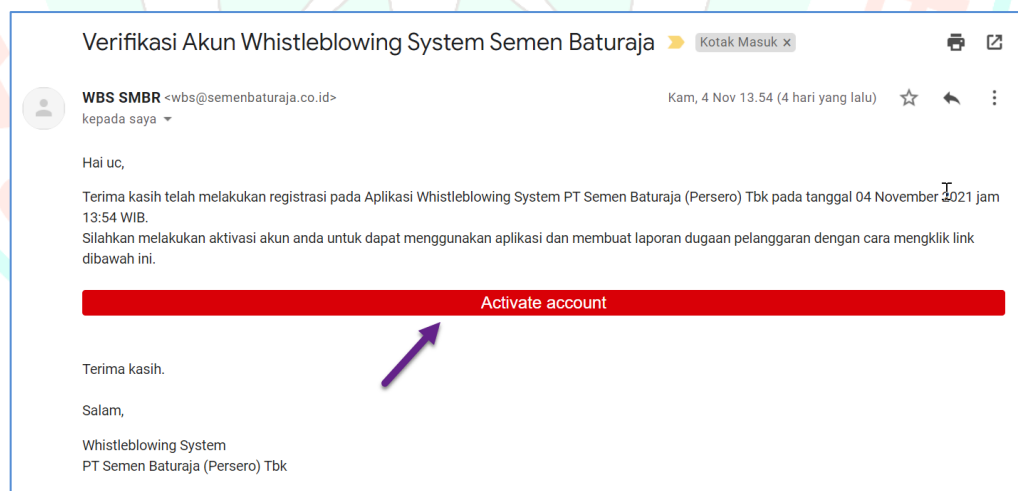 Verifikasi Akun Whistleblowing System Semen Baturaja Kotak Masuk x
WBS SMBR <wbs@semenbaturaja.co.id> Kam, 4 Nov 13.54 (4 hari yang lalu)
kepada saya
Hai uc,
Terima kasih telah melakukan registrasi pada Aplikasi Whistleblowing System PT Semen Baturaja (Persero) Tbk pada tanggal 04 November 2021 jam
13:54 WIB.
Silahkan melakukan aktivasi akun anda untuk dapat menggunakan aplikasi dan membuat laporan dugaan pelanggaran dengan cara mengklik link
dibawah ini.
Activate account
Terima kasih.
Salam,
Whistleblowing System
PT Semen Baturaja (Persero) Tbk